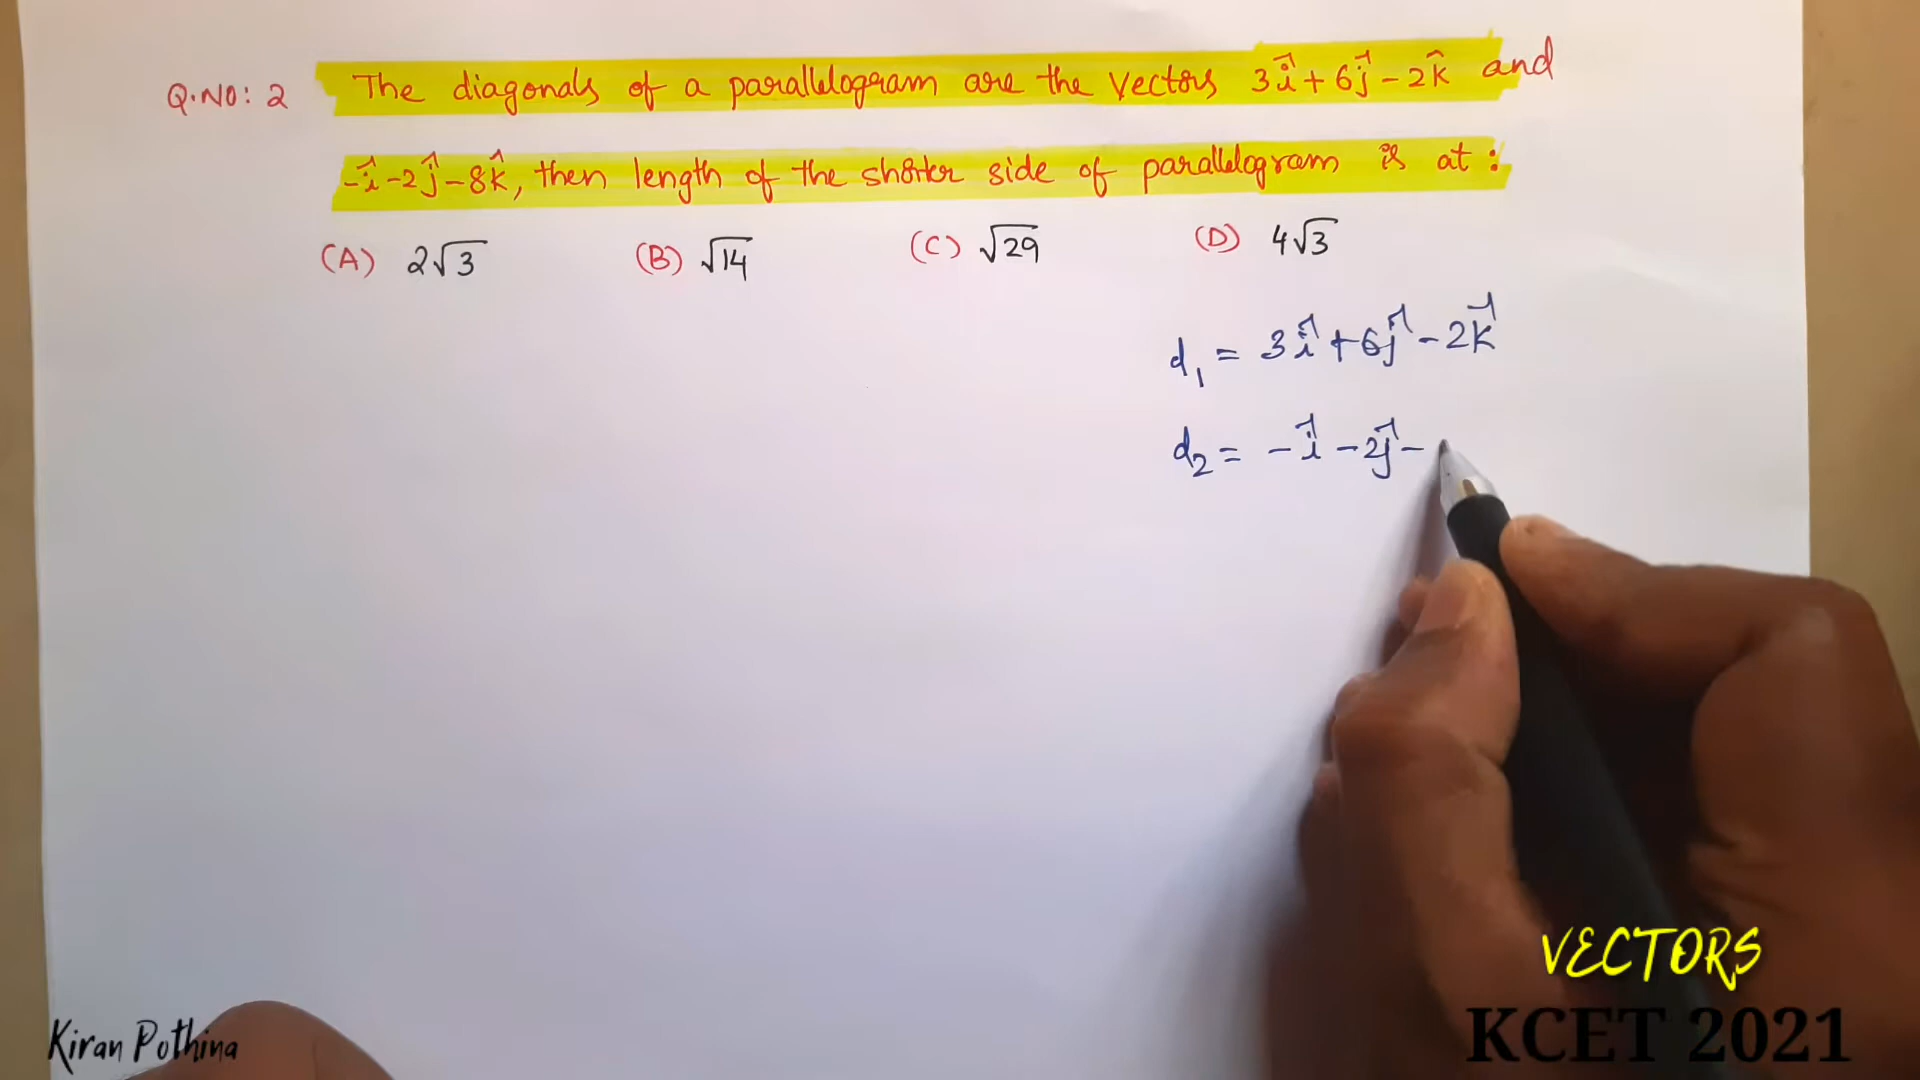 Q.NO: 2 The diagonals of a parallelogram are the vectors 3î + 6ĵ - 2k̂ and
-î - 2ĵ - 8k̂, then length of the shorter side of parallelogram is at:
(A) 2√3 (B) √14 (C) √29 (D) 4√3
d₁ = 3î + 6ĵ - 2k̂
d₂ = -î - 2ĵ -
VECTORS
KCET 2021
Kiran Pothina